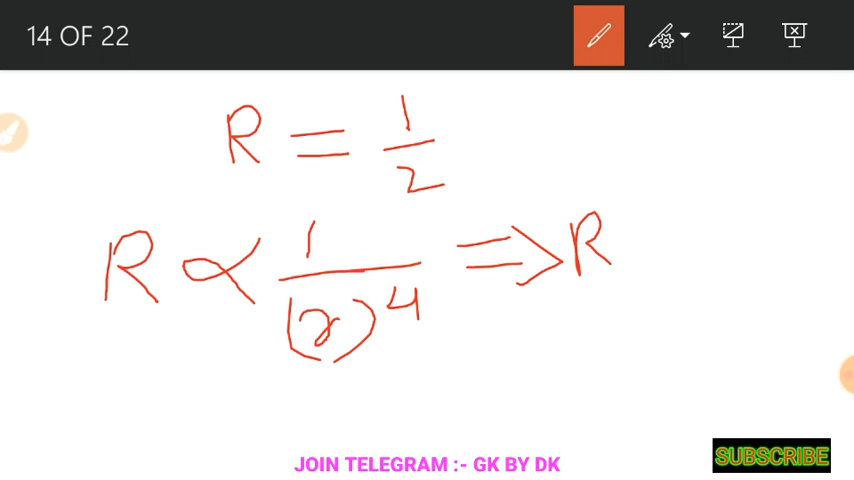 14 OF 22
R = 1/2
R ∝ 1/(r)^4 ⇒ R
JOIN TELEGRAM :- GK BY DK
SUBSCRIBE